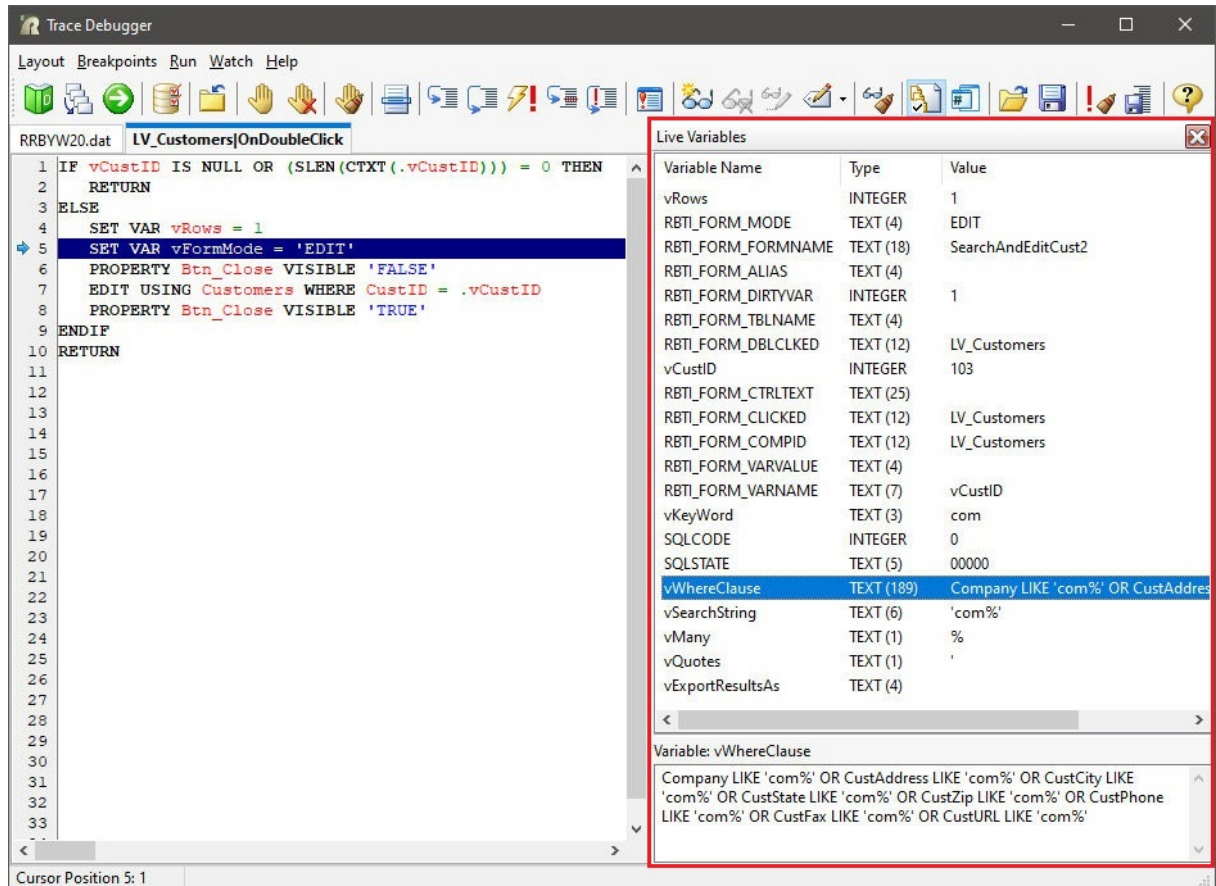 Trace Debugger
Layout Breakpoints Run Watch Help
RRBYW20.dat LV_Customers|OnDoubleClick
1 IF vCustID IS NULL OR (SLEN(CTXT(.vCustID))) = 0 THEN
2 RETURN
3 ELSE
4 SET VAR vRows = 1
5 SET VAR vFormMode = 'EDIT'
6 PROPERTY Btn_Close VISIBLE 'FALSE'
7 EDIT USING Customers WHERE CustID = .vCustID
8 PROPERTY Btn_Close VISIBLE 'TRUE'
9 ENDIF
10 RETURN
11
12
13
14
15
16
17
18
19
20
21
22
23
24
25
26
27
28
29
30
31
32
33
Cursor Position 5: 1
Live Variables
Variable Name Type Value
vRows INTEGER 1
RBTI_FORM_MODE TEXT (4) EDIT
RBTI_FORM_FORMNAME TEXT (18) SearchAndEditCust2
RBTI_FORM_ALIAS TEXT (4)
RBTI_FORM_DIRTYVAR INTEGER 1
RBTI_FORM_TBLNAME TEXT (4)
RBTI_FORM_DBLCLKED TEXT (12) LV_Customers
vCustID INTEGER 103
RBTI_FORM_CTRLTEXT TEXT (25)
RBTI_FORM_CLICKED TEXT (12) LV_Customers
RBTI_FORM_COMPID TEXT (12) LV_Customers
RBTI_FORM_VARVALUE TEXT (4)
RBTI_FORM_VARNAME TEXT (7) vCustID
vKeyWord TEXT (3) com
SQLCODE INTEGER 0
SQLSTATE TEXT (5) 00000
vWhereClause TEXT (189) Company LIKE 'com%' OR CustAddres
vSearchString TEXT (6) 'com%'
vMany TEXT (1) %
vQuotes TEXT (1) '
vExportResultsAs TEXT (4)
Variable: vWhereClause
Company LIKE 'com%' OR CustAddress LIKE 'com%' OR CustCity LIKE
'com%' OR CustState LIKE 'com%' OR CustZip LIKE 'com%' OR CustPhone
LIKE 'com%' OR CustFax LIKE 'com%' OR CustURL LIKE 'com%'